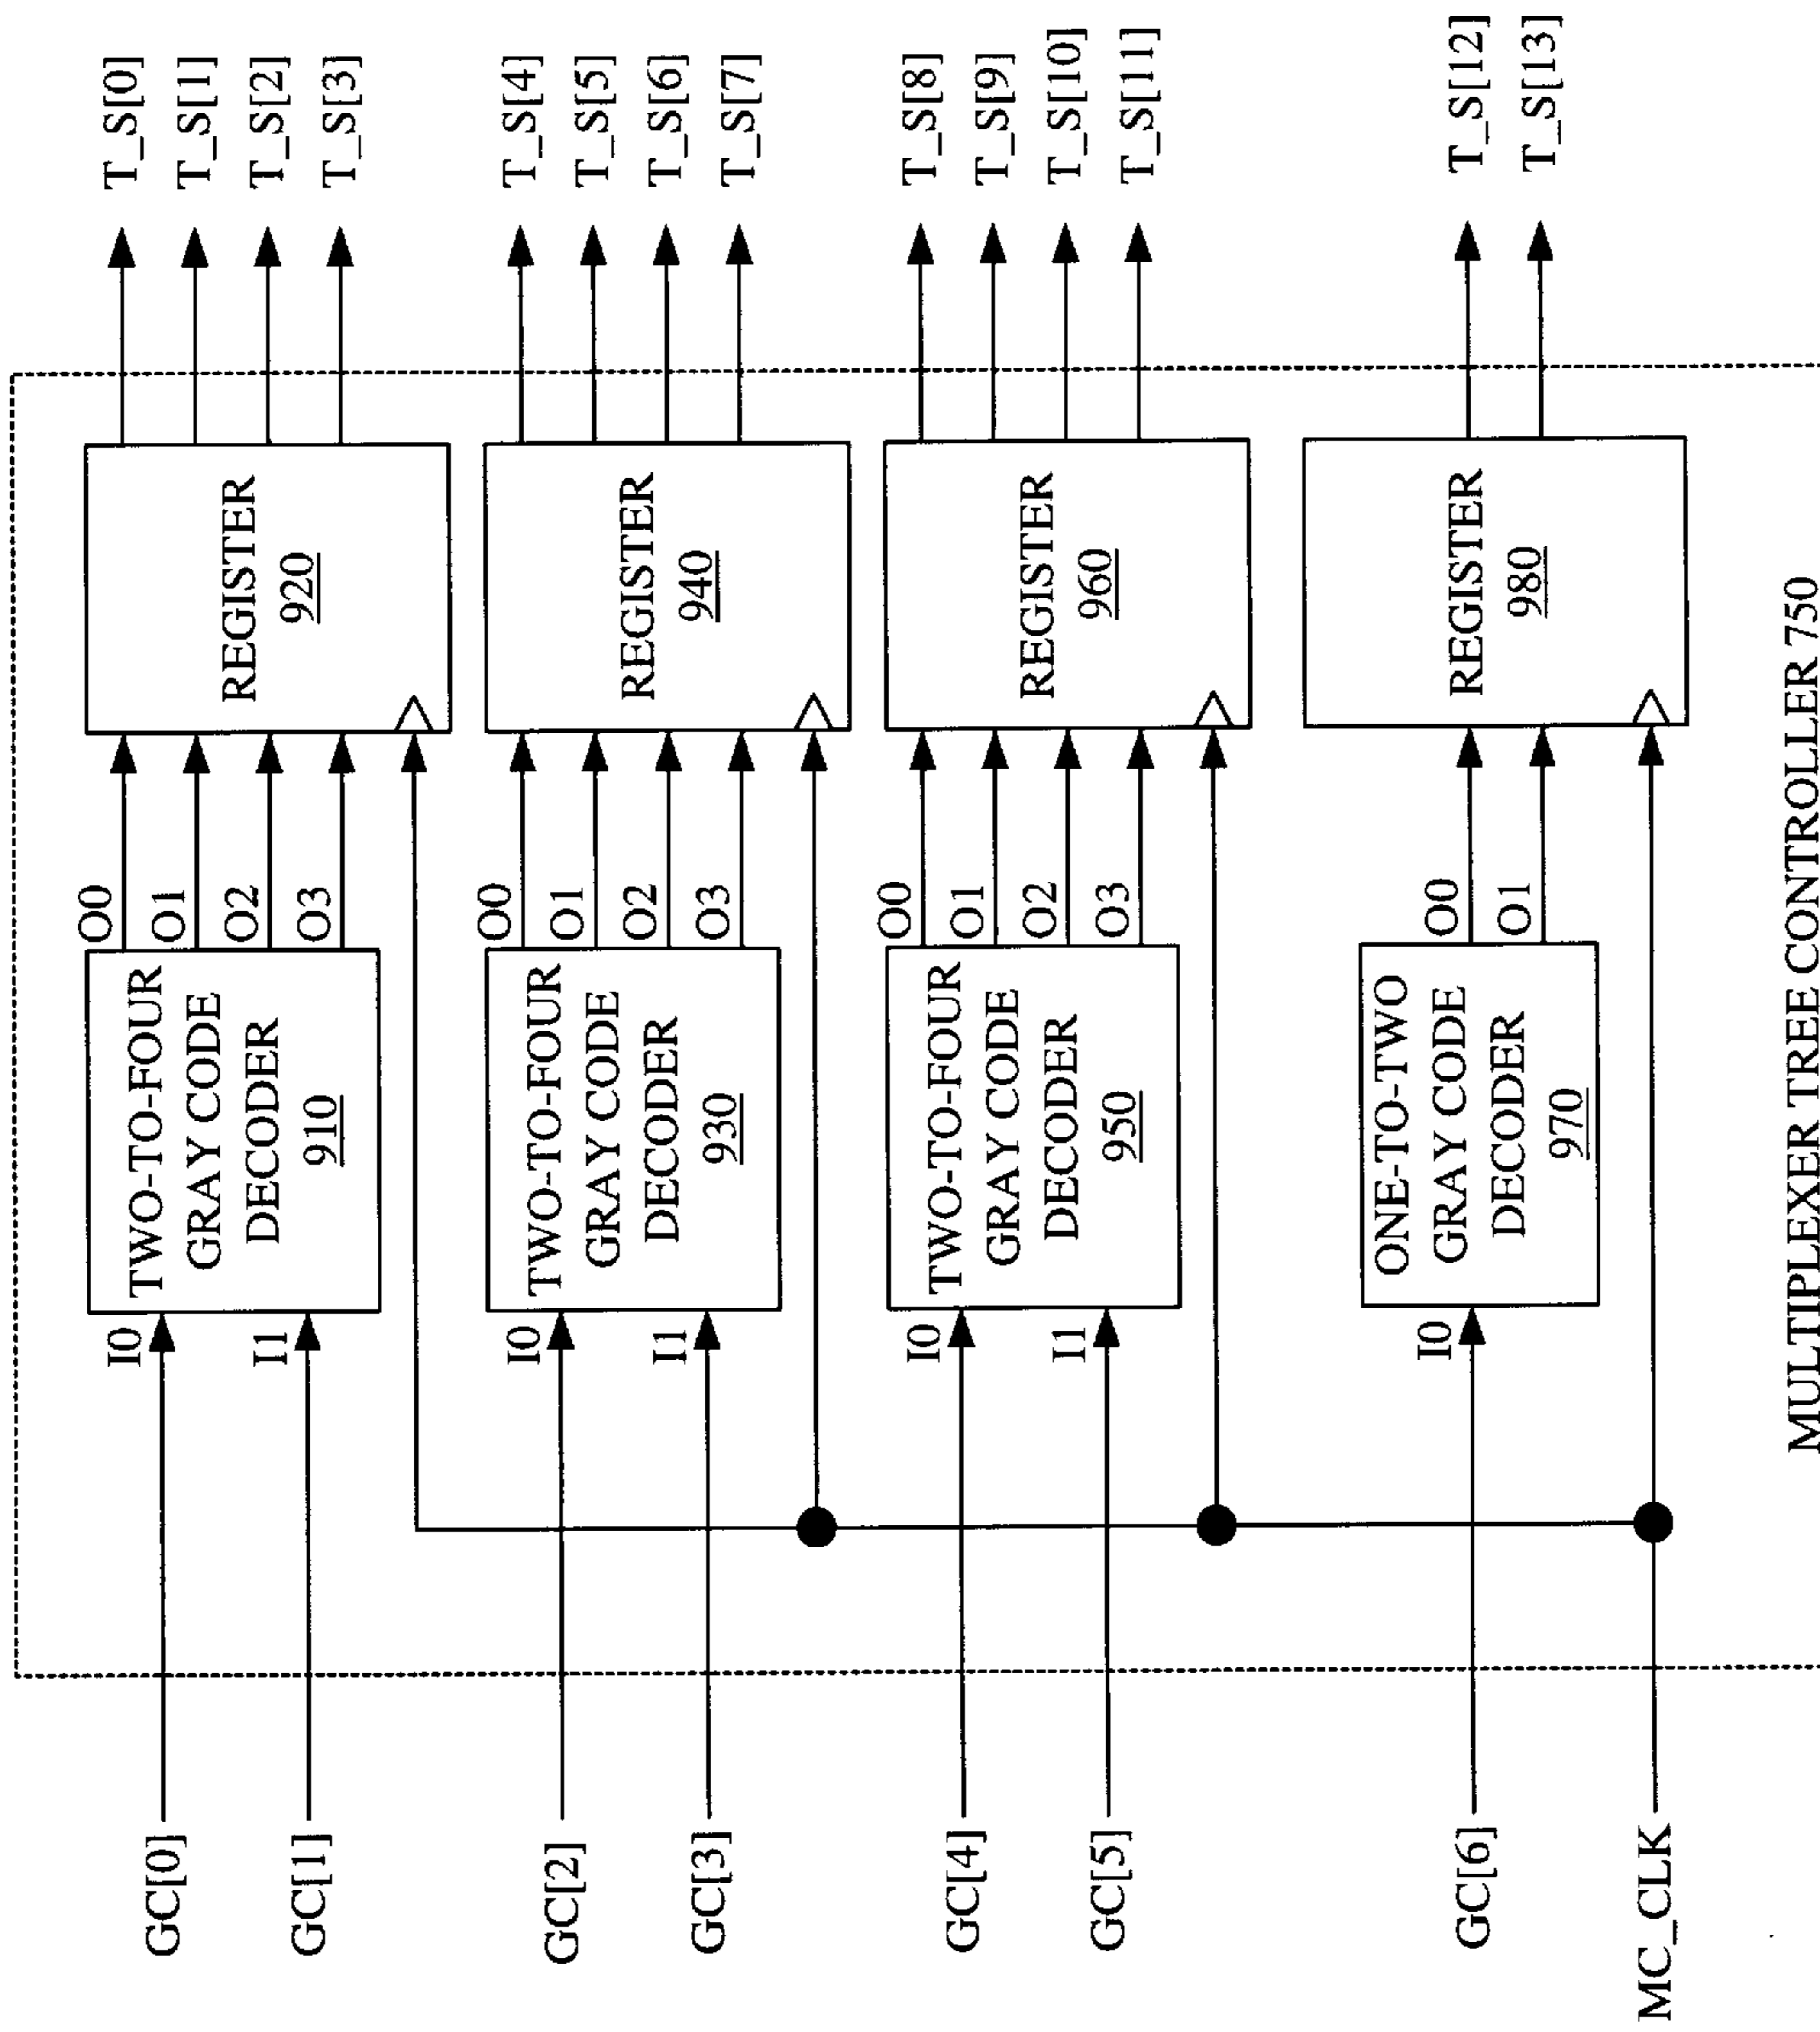 GC[0]
GC[1]
GC[2]
GC[3]
GC[4]
GC[5]
GC[6]
MC_CLK
I0
I1
TWO-TO-FOUR
GRAY CODE
DECODER
910
O0
O1
O2
O3
REGISTER
920
T_S[0]
T_S[1]
T_S[2]
T_S[3]
I0
I1
TWO-TO-FOUR
GRAY CODE
DECODER
930
O0
O1
O2
O3
REGISTER
940
T_S[4]
T_S[5]
T_S[6]
T_S[7]
I0
I1
TWO-TO-FOUR
GRAY CODE
DECODER
950
O0
O1
O2
O3
REGISTER
960
T_S[8]
T_S[9]
T_S[10]
T_S[11]
I0
ONE-TO-TWO
GRAY CODE
DECODER
970
O0
O1
REGISTER
980
T_S[12]
T_S[13]
MULTIPLEXER TREE CONTROLLER 750